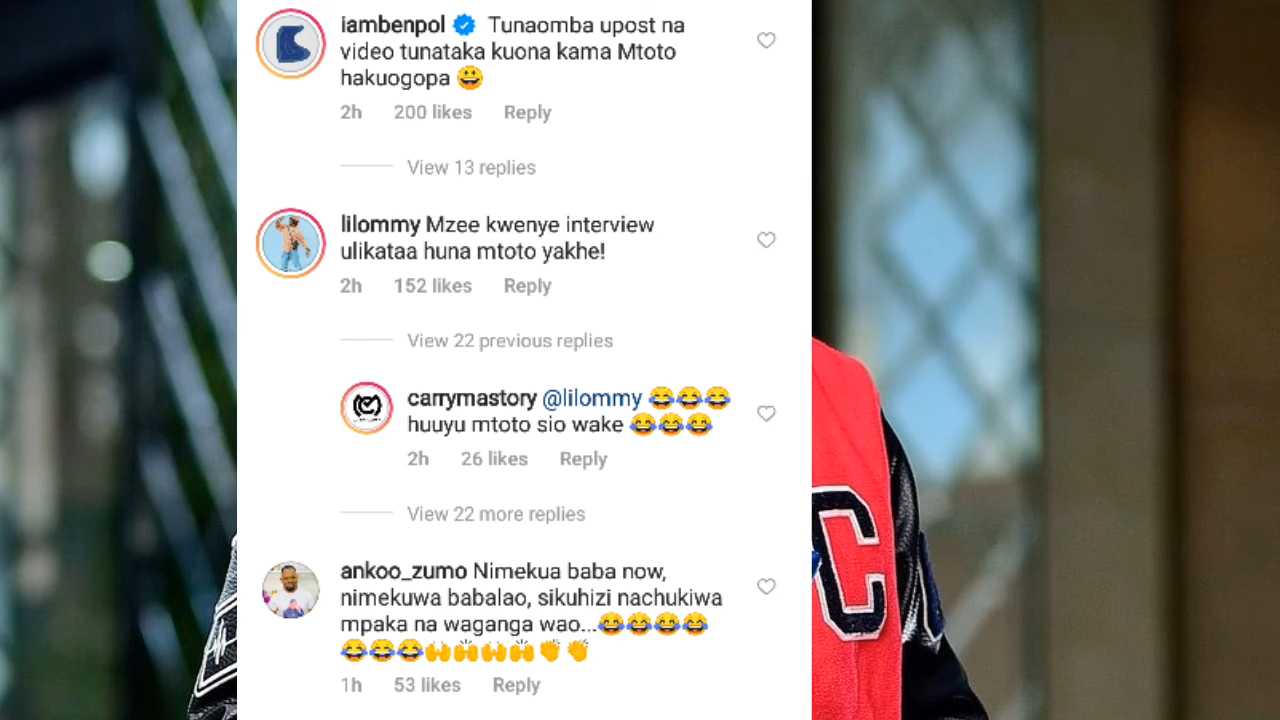 iambenpol Tunaomba upost na
video tunataka kuona kama Mtoto
hakuogopa 😀
2h 200 likes Reply
View 13 replies
lilommy Mzee kwenye interview
ulikataa huna mtoto yakhe!
2h 152 likes Reply
View 22 previous replies
carrymastory @lilommy 😂😂😂
huuyu mtoto sio wake 😂😂😂
2h 26 likes Reply
View 22 more replies
ankoo_zumo Nimekua baba now,
nimekuwa babalao, sikuhizi nachukiwa
mpaka na waganga wao...😂😂😂😂
😂😂😂🙌🙌🙌🙌👏👏
1h 53 likes Reply
C